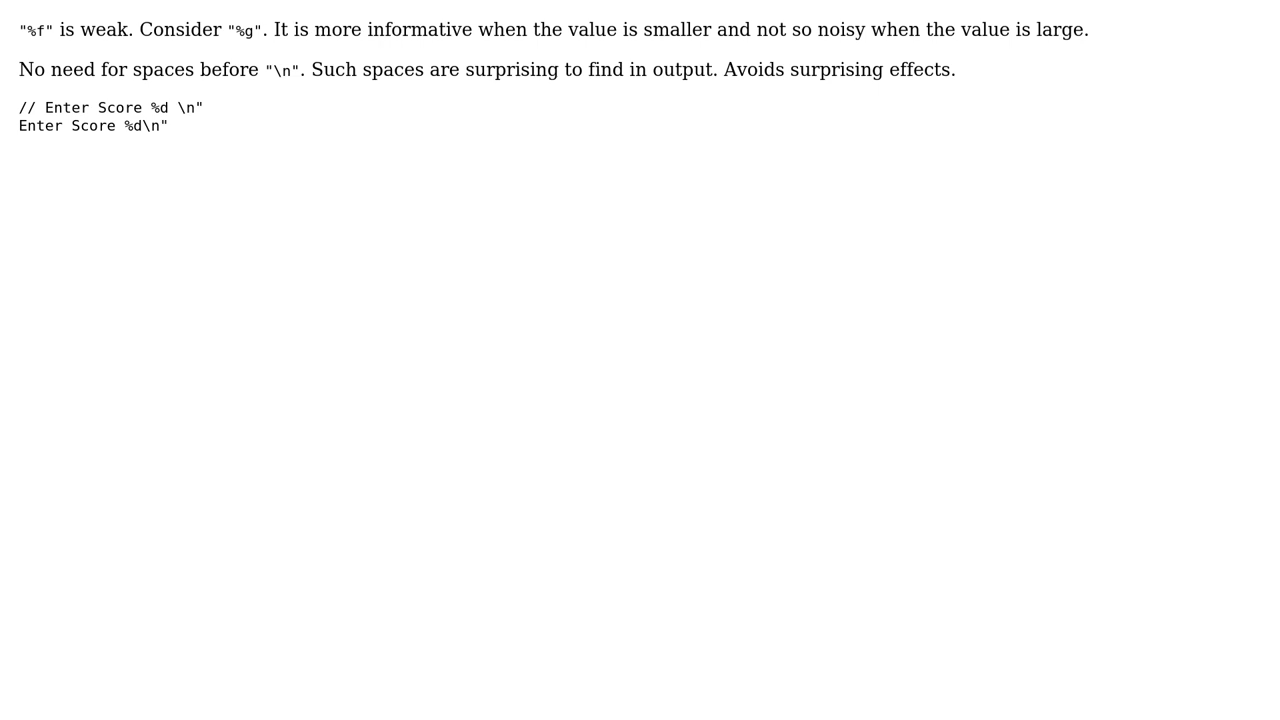 "%f" is weak. Consider "%g". It is more informative when the value is smaller and not so noisy when the value is large.
No need for spaces before "\n". Such spaces are surprising to find in output. Avoids surprising effects.
// Enter Score %d \n"
Enter Score %d\n"